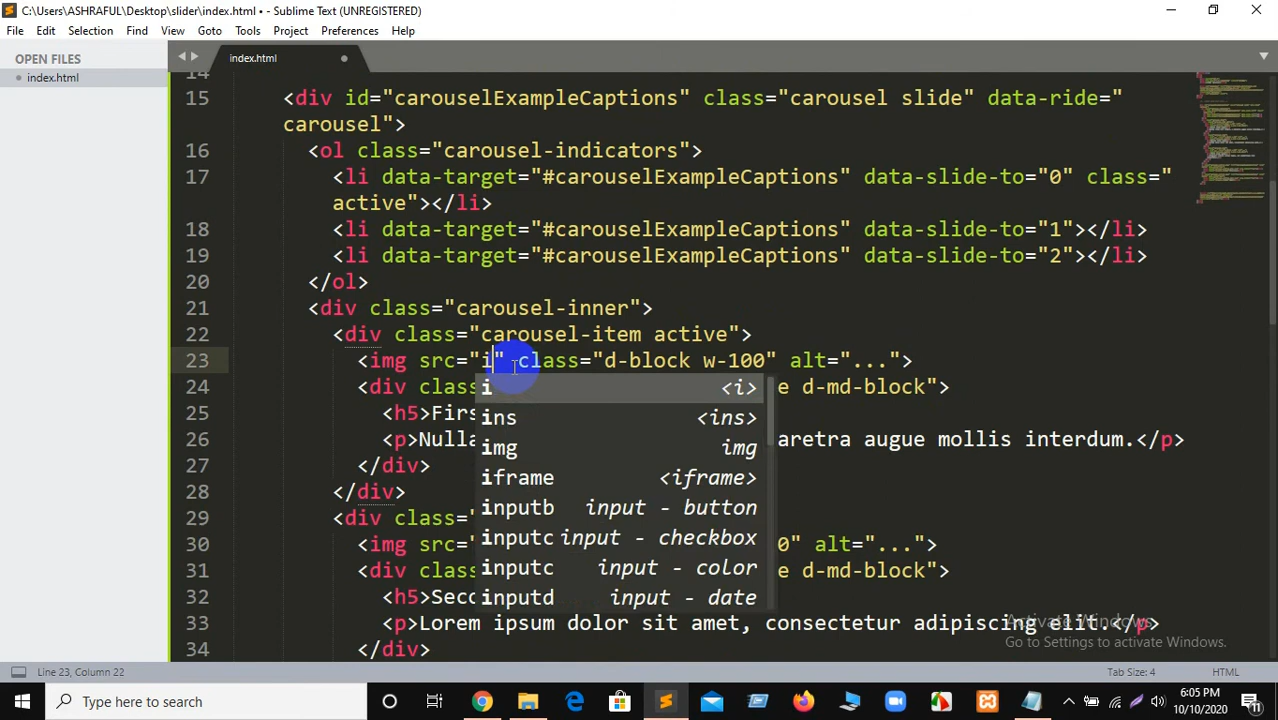 C:\Users\ASHRAFUL\Desktop\slider\index.html • - Sublime Text (UNREGISTERED)
File Edit Selection Find View Goto Tools Project Preferences Help
OPEN FILES
index.html
index.html
14
15 <div id="carouselExampleCaptions" class="carousel slide" data-ride="
carousel">
16 <ol class="carousel-indicators">
17 <li data-target="#carouselExampleCaptions" data-slide-to="0" class="
active"></li>
18 <li data-target="#carouselExampleCaptions" data-slide-to="1"></li>
19 <li data-target="#carouselExampleCaptions" data-slide-to="2"></li>
20 </ol>
21 <div class="carousel-inner">
22 <div class="carousel-item active">
23 <img src="i" class="d-block w-100" alt="...">
24 <div clas e d-md-block">
i <i>
25 <h5>Firs
ins <ins>
26 <p>Nulla aretra augue mollis interdum.</p>
img img
27 </div>
iframe <iframe>
28 </div>
inputb input - button
29 <div clas
inputc input - checkbox
30 <img src=" 0" alt="...">
inputc input - color
31 <div clas e d-md-block">
inputd input - date
32 <h5>Seco
33 <p>Lorem ipsum dolor sit amet, consectetur adipiscing elit.</p>
34 </div>
Activate Windows
Go to Settings to activate Windows.
Line 23, Column 22 Tab Size: 4 HTML
Type here to search
6:05 PM
10/10/2020
11